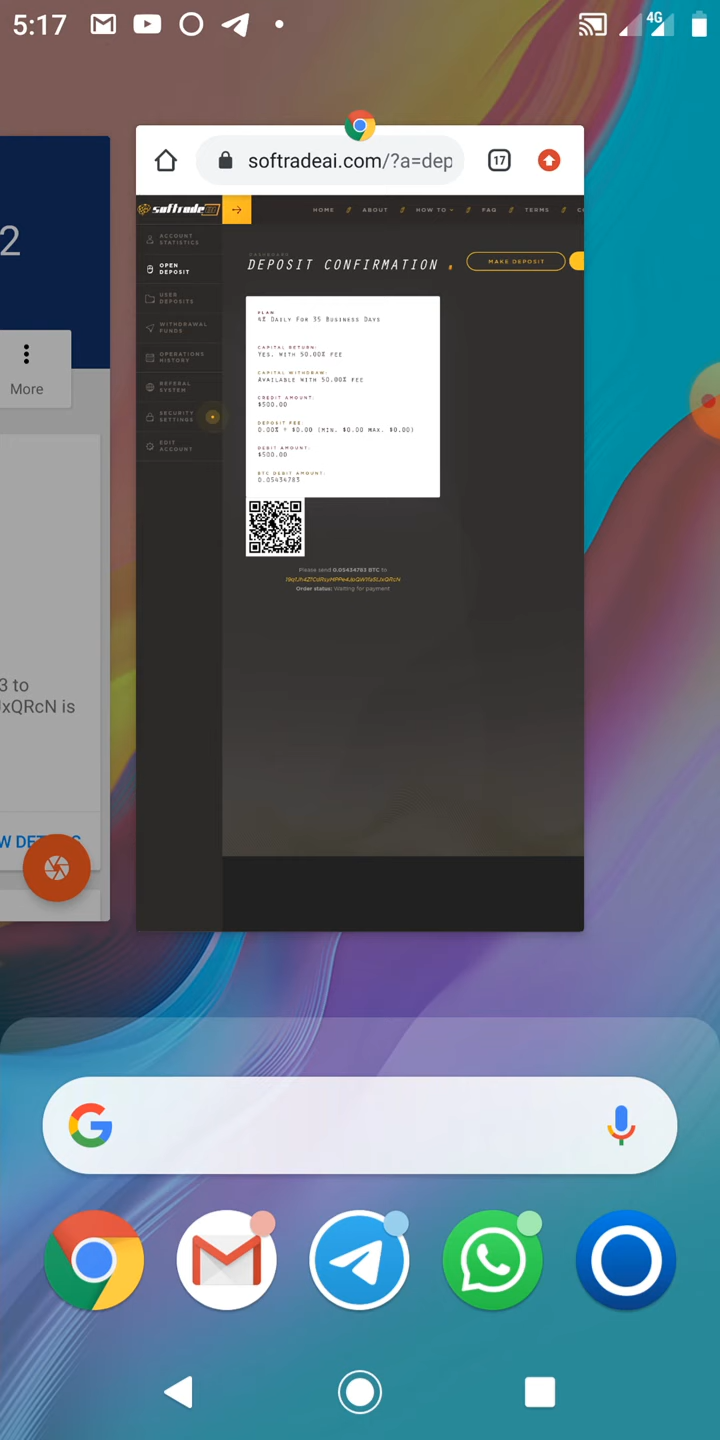 5:17
4G
2
More
3 to
JxQRcN is
W DETAILS
softradeai.com/?a=dep
17
softrade
HOME
ABOUT
HOW TO
FAQ
TERMS
ACCOUNT
STATISTICS
OPEN
DEPOSIT
USER
DEPOSITS
WITHDRAWAL
FUNDS
OPERATIONS
HISTORY
REFERAL
SYSTEM
SECURITY
SETTINGS
EDIT
ACCOUNT
DASHBOARD
DEPOSIT CONFIRMATION
MAKE DEPOSIT
PLAN
4% DAILY FOR 35 BUSINESS DAYS
CAPITAL RETURN:
YES, WITH 50.00% FEE
CAPITAL WITHDRAW:
AVAILABLE WITH 50.00% FEE
CREDIT AMOUNT:
$500.00
DEPOSIT FEE:
0.00% + $0.00 (MIN. $0.00 MAX. $0.00)
DEBIT AMOUNT:
$500.00
BTC DEBIT AMOUNT:
0.05434783
Please send 0.05434783 BTC to
Order status: Waiting for payment